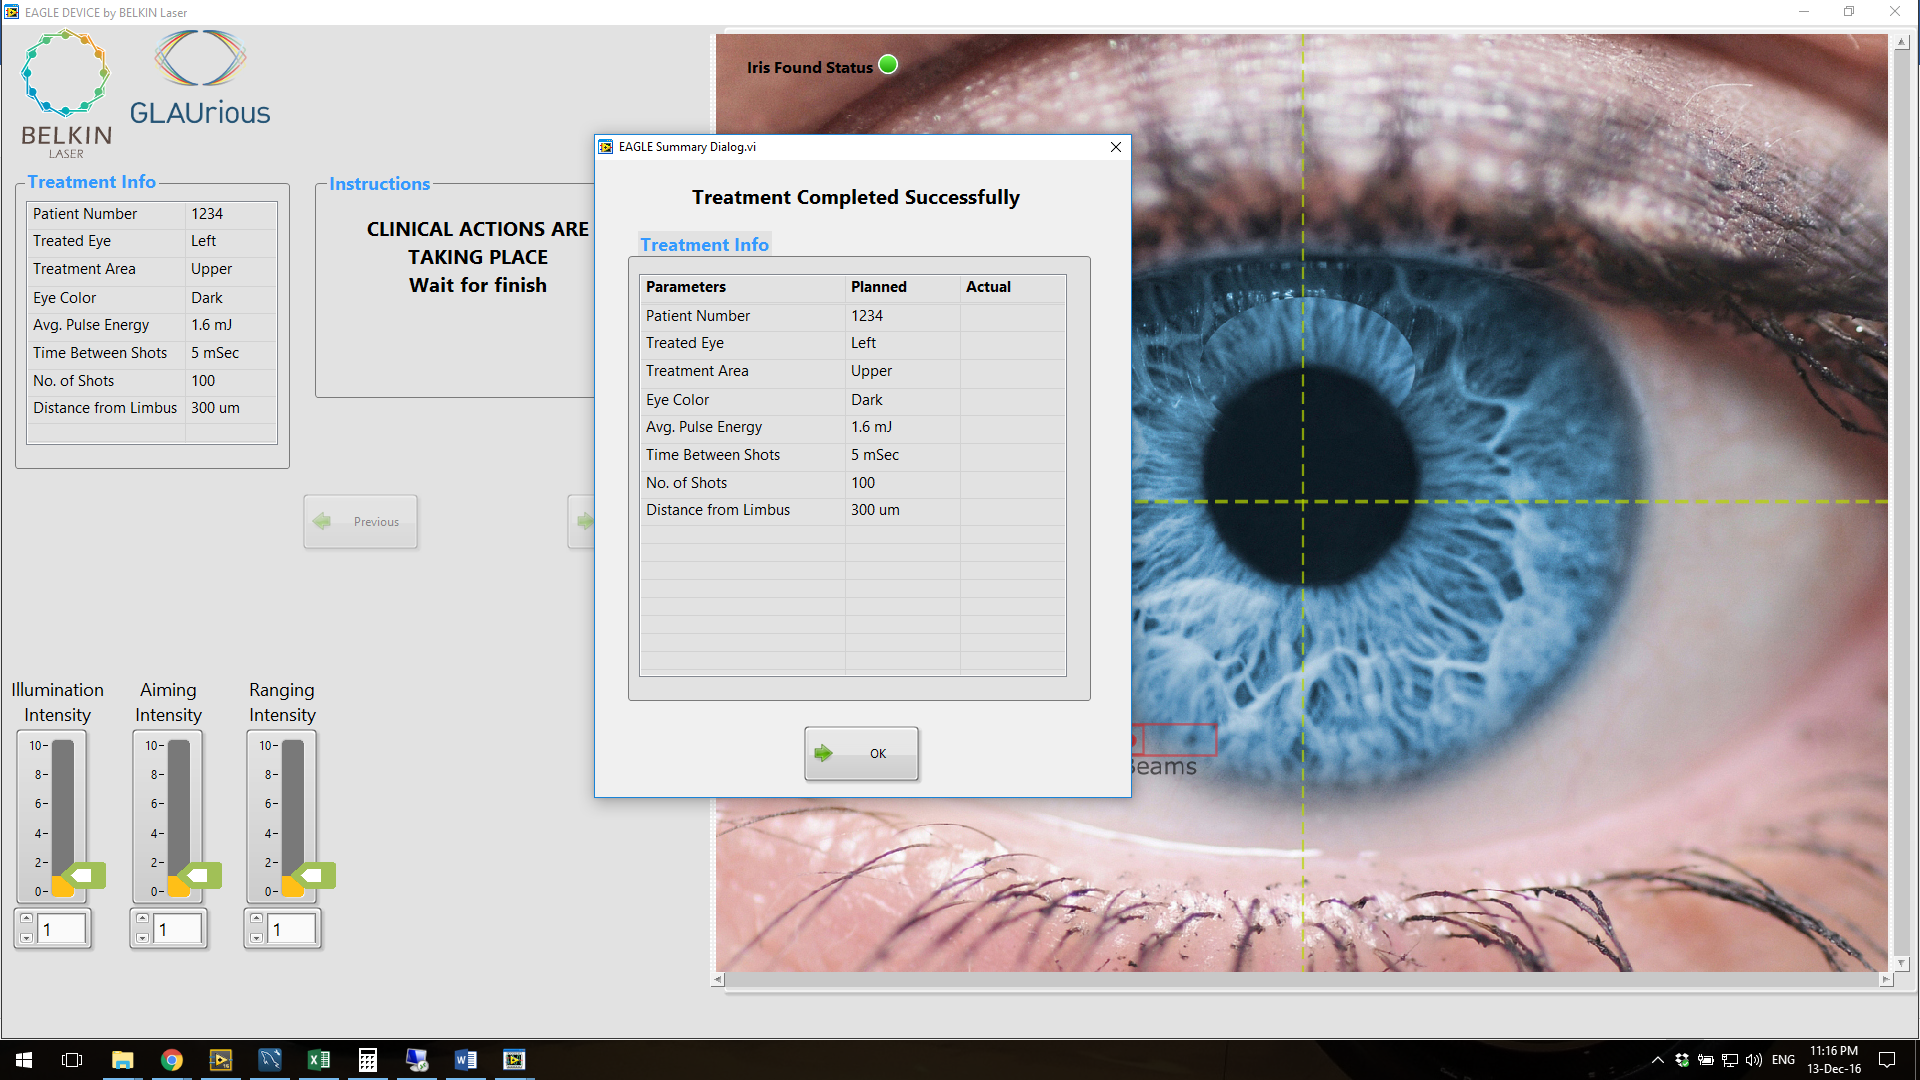 EAGLE DEVICE by BELKIN Laser
BELKIN
LASER
GLAUrious
Treatment Info
Patient Number 1234
Treated Eye Left
Treatment Area Upper
Eye Color Dark
Avg. Pulse Energy 1.6 mJ
Time Between Shots 5 mSec
No. of Shots 100
Distance from Limbus 300 um
Instructions
CLINICAL ACTIONS ARE
TAKING PLACE
Wait for finish
Previous
Illumination
Intensity
10
8
6
4
2
0
1
Aiming
Intensity
10
8
6
4
2
0
1
Ranging
Intensity
10
8
6
4
2
0
1
Iris Found Status
EAGLE Summary Dialog.vi
Treatment Completed Successfully
Treatment Info
Parameters Planned Actual
Patient Number 1234
Treated Eye Left
Treatment Area Upper
Eye Color Dark
Avg. Pulse Energy 1.6 mJ
Time Between Shots 5 mSec
No. of Shots 100
Distance from Limbus 300 um
OK
ENG
11:16 PM
13-Dec-16